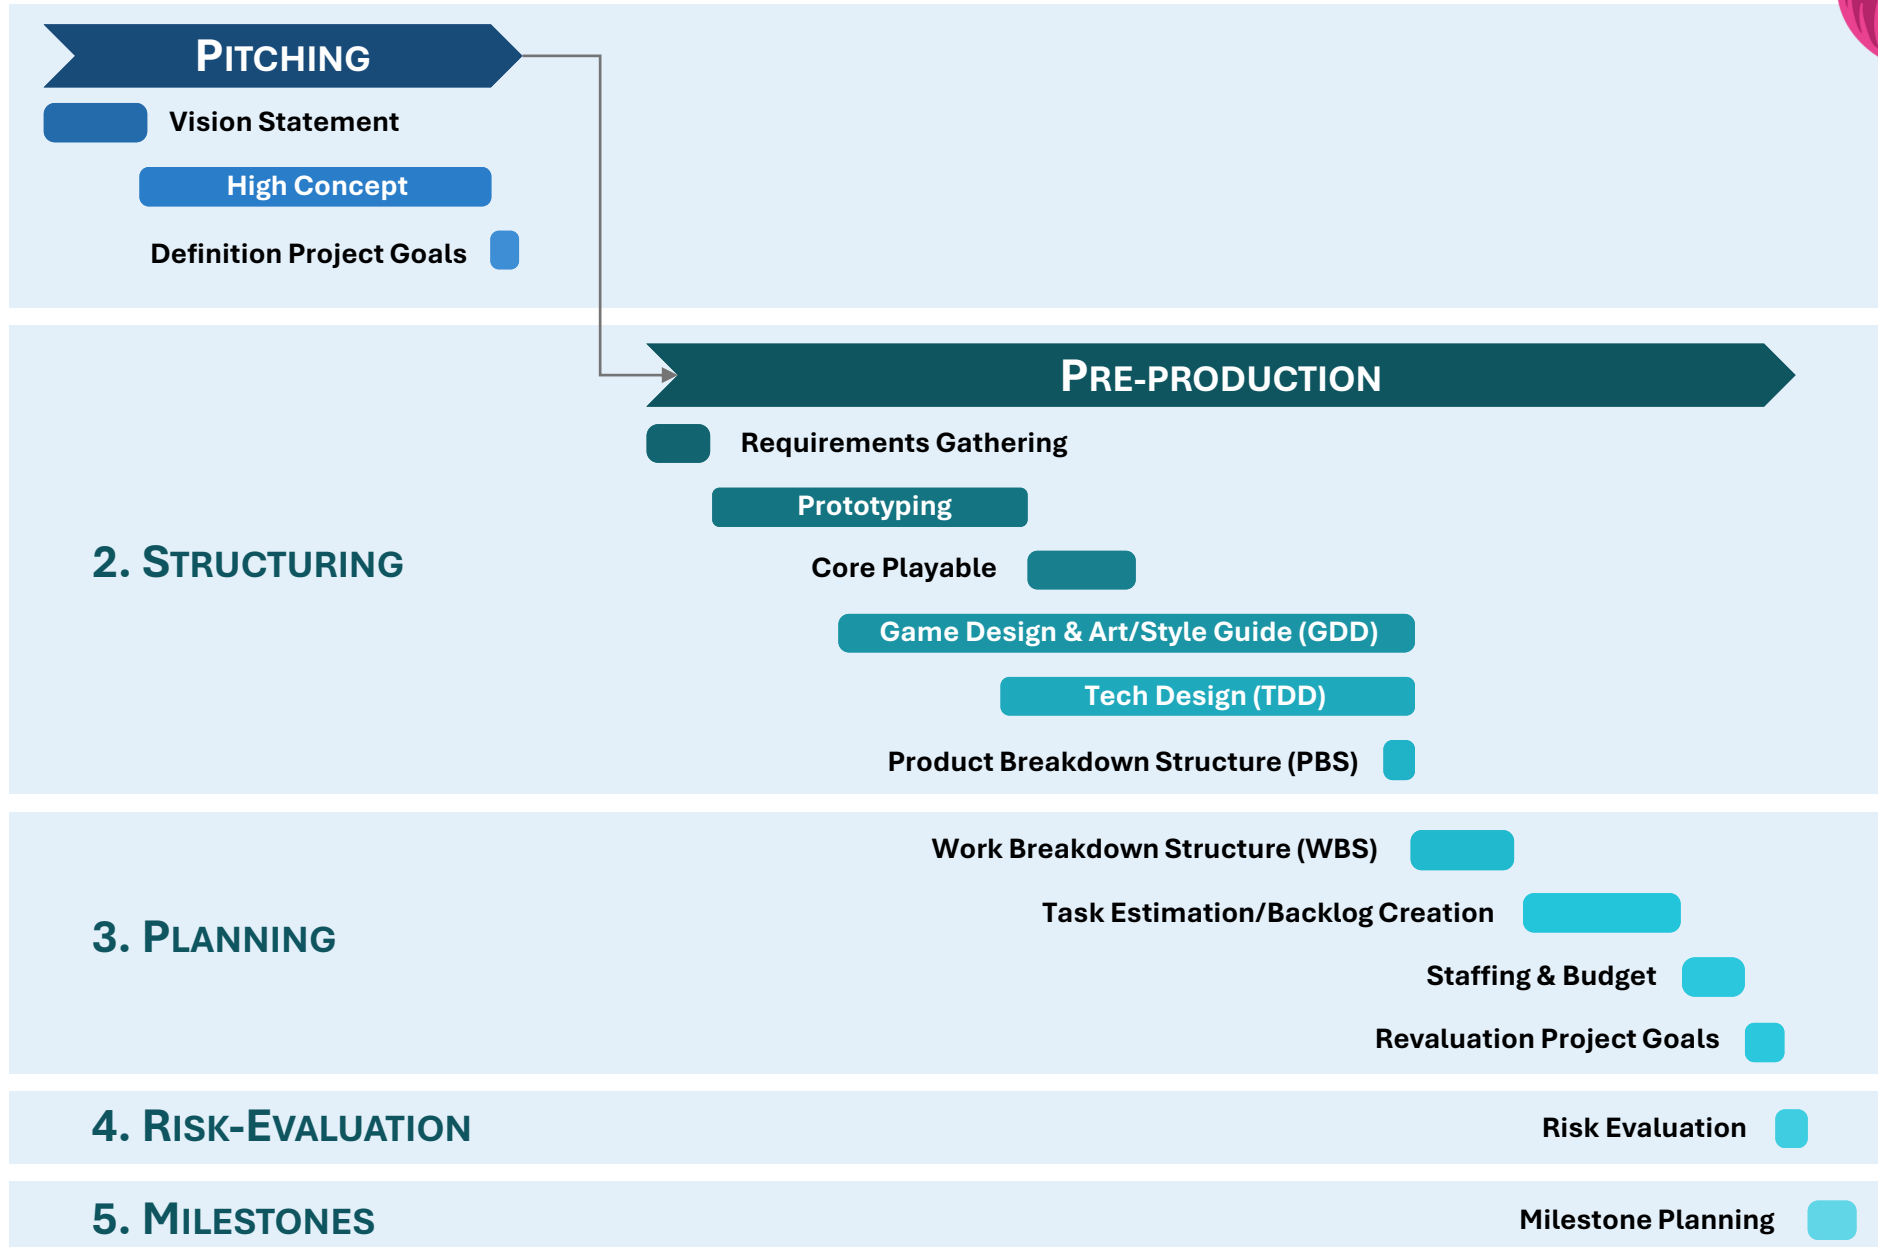 PITCHING
Vision Statement
High Concept
Definition Project Goals
PRE-PRODUCTION
Requirements Gathering
Prototyping
2. STRUCTURING
Core Playable
Game Design & Art/Style Guide (GDD)
Tech Design (TDD)
Product Breakdown Structure (PBS)
Work Breakdown Structure (WBS)
Task Estimation/Backlog Creation
3. PLANNING
Staffing & Budget
Revaluation Project Goals
4. RISK-EVALUATION
Risk Evaluation
5. MILESTONES
Milestone Planning